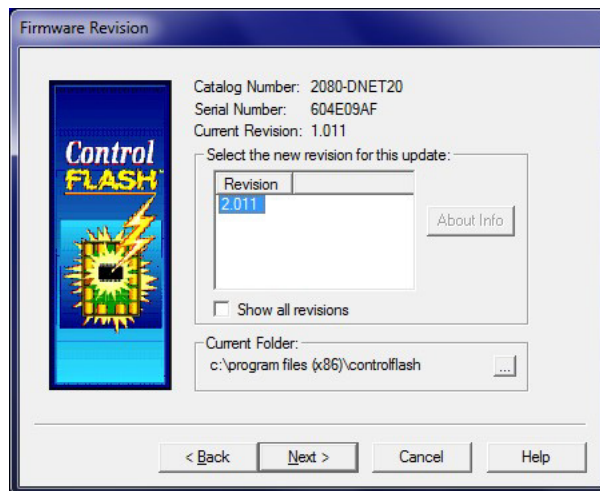 Firmware Revision
Control
FLASH
Catalog Number: 2080-DNET20
Serial Number: 604E09AF
Current Revision: 1.011
Select the new revision for this update:
Revision
2.011
About Info
Show all revisions
Current Folder:
c:\program files (x86)\controlflash
...
< Back
Next >
Cancel
Help